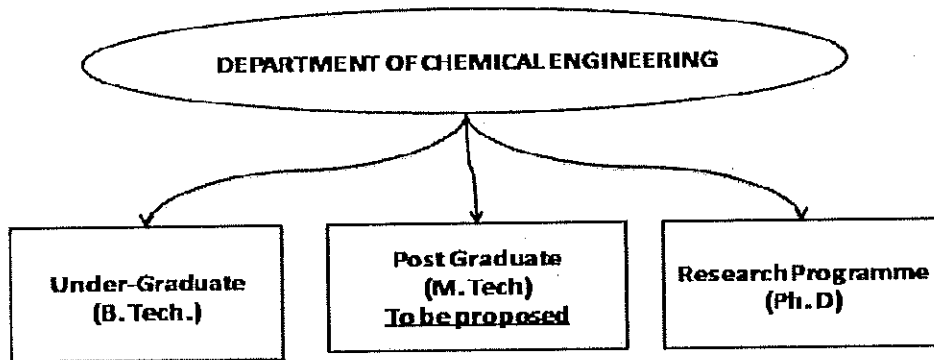 DEPARTMENT OF CHEMICAL ENGINEERING
Under-Graduate
(B. Tech.)
Post Graduate
(M. Tech)
To be proposed
Research Programme
(Ph. D)